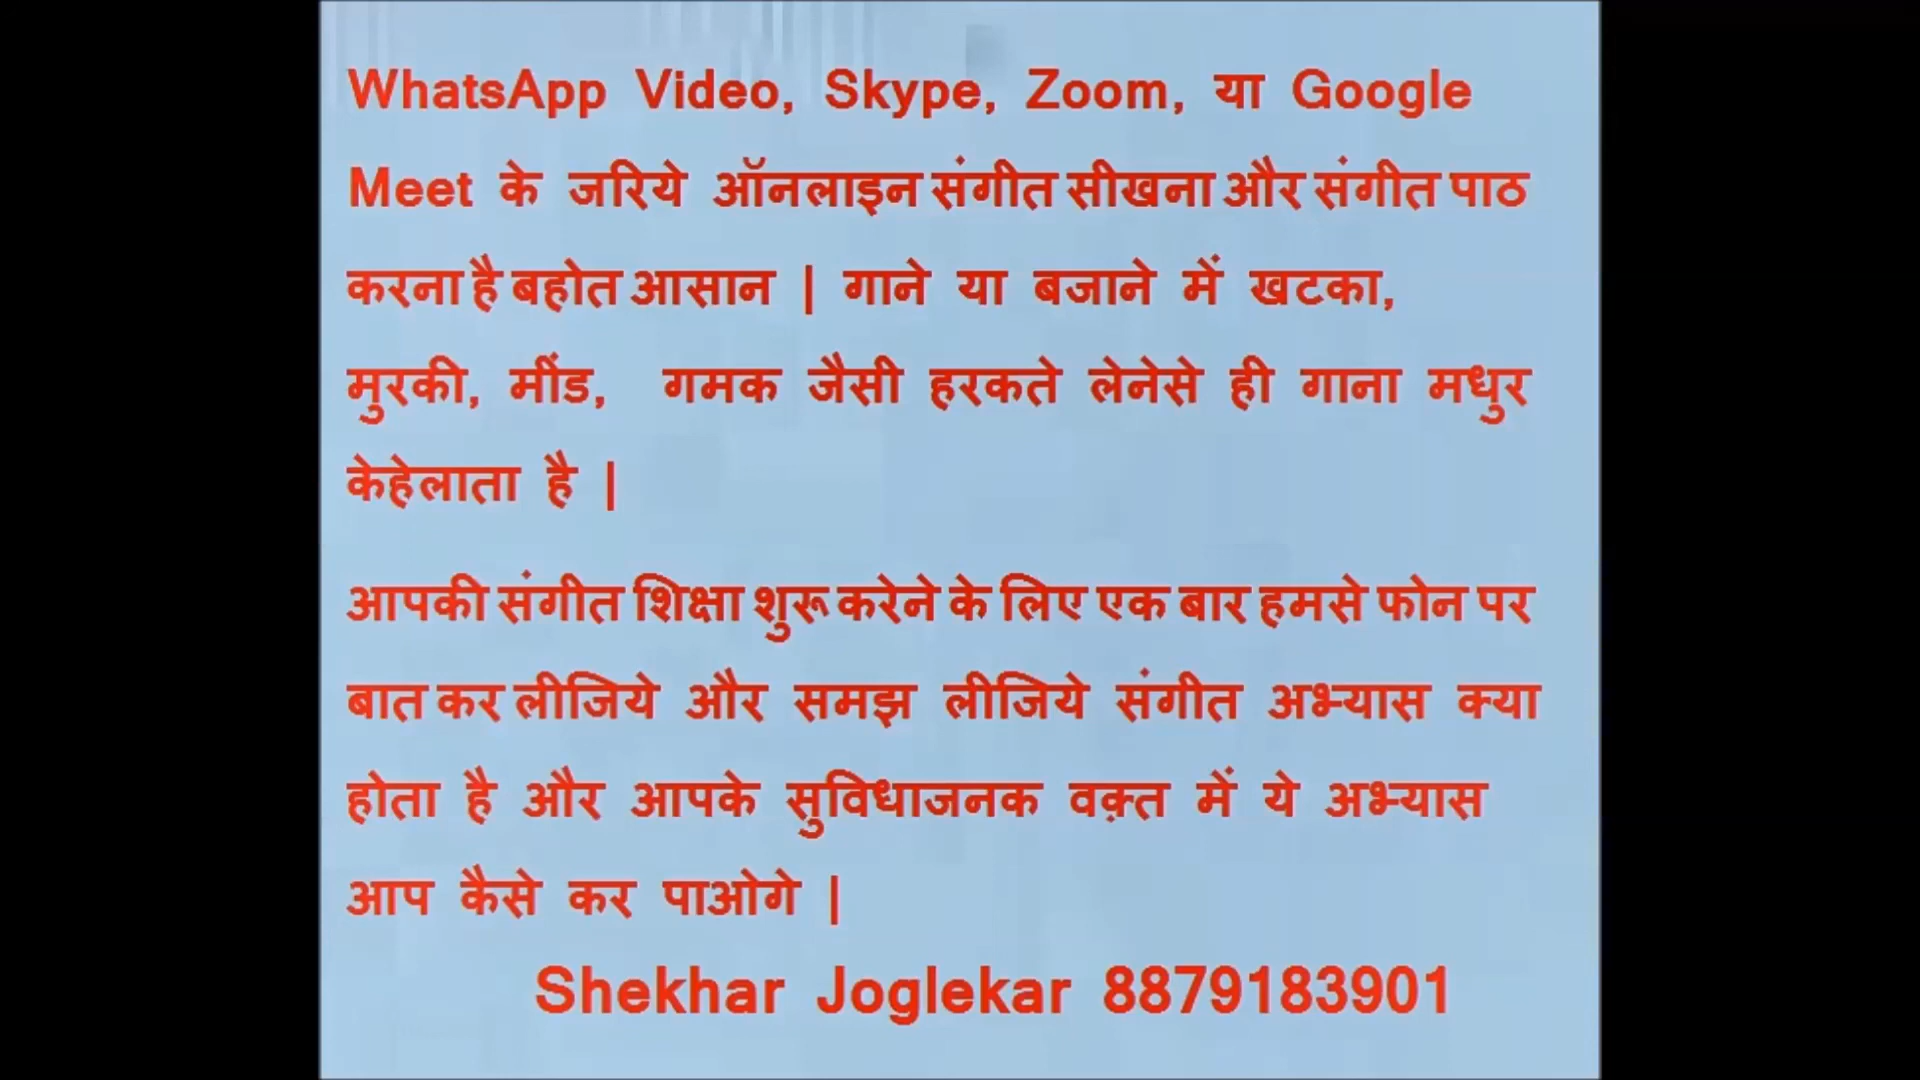 WhatsApp Video, Skype, Zoom, या Google
Meet के जरिये ऑनलाइन संगीत सीखना और संगीत पाठ
करना है बहोत आसान | गाने या बजाने में खटका,
मुरकी, मींड, गमक जैसी हरकते लेनेसे ही गाना मधुर
केहेलाता है |
आपकी संगीत शिक्षा शुरू करेने के लिए एक बार हमसे फोन पर
बात कर लीजिये और समझ लीजिये संगीत अभ्यास क्या
होता है और आपके सुविधाजनक वक़्त में ये अभ्यास
आप कैसे कर पाओगे |
Shekhar Joglekar 8879183901